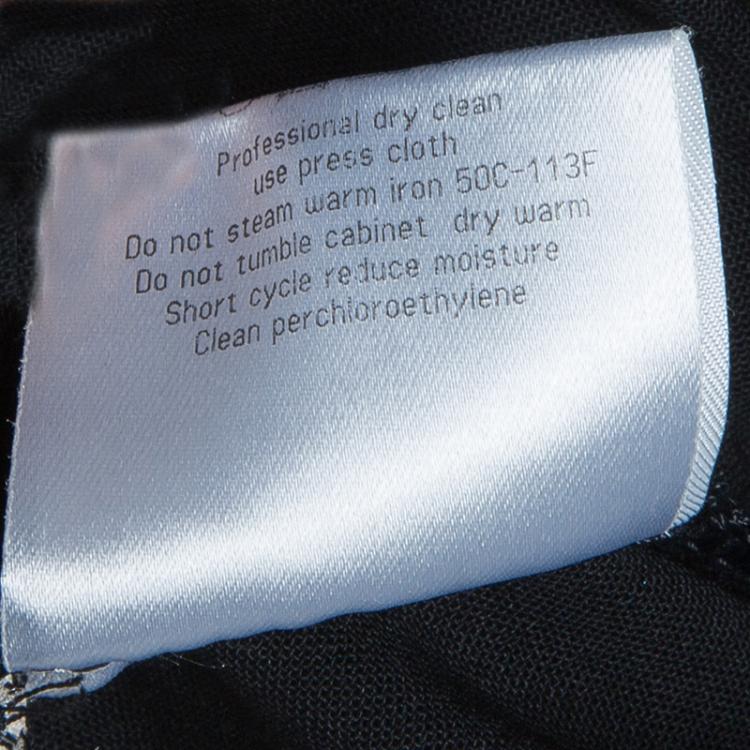 Professional dry clean
use press cloth
Do not steam warm iron 50C-113F
Do not tumble cabinet dry warm
Short cycle reduce moisture
Clean perchloroethylene